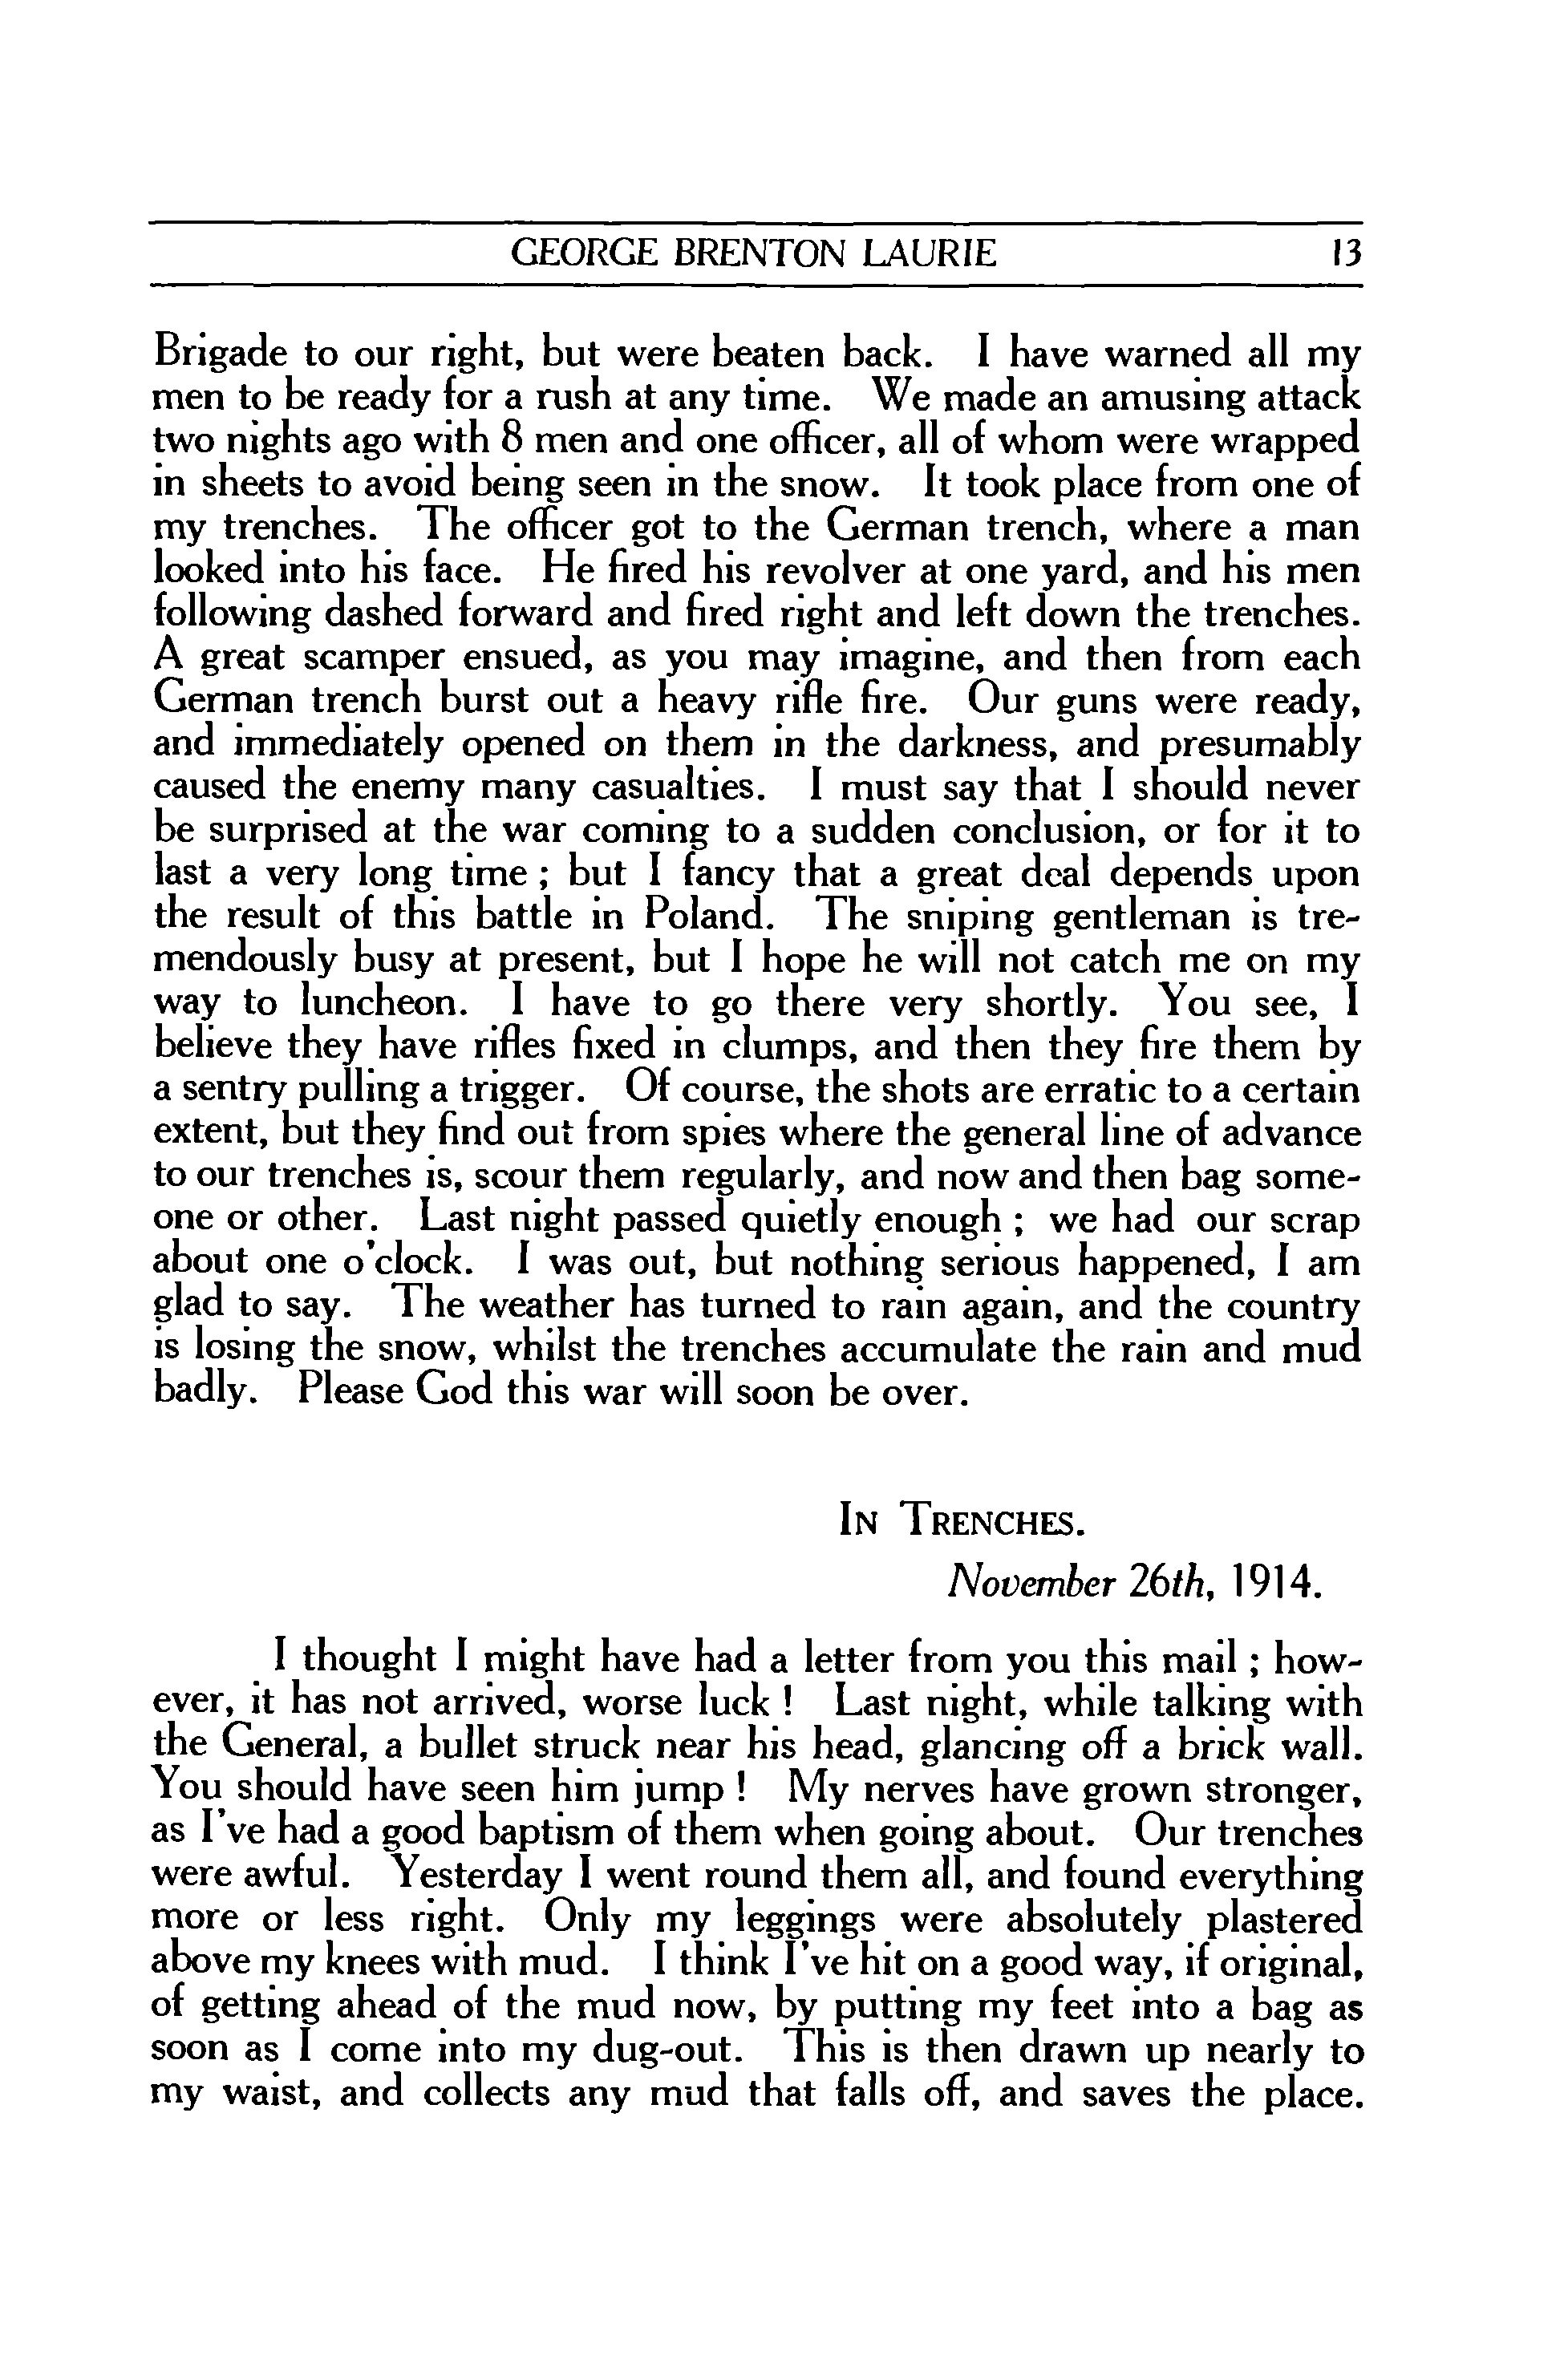 GEORGE BRENTON LAURIE 13
Brigade to our right, but were beaten back. I have warned all my
men to be ready for a rush at any time. We made an amusing attack
two nights ago with 8 men and one officer, all of whom were wrapped
in sheets to avoid being seen in the snow. It took place from one of
my trenches. The officer got to the German trench, where a man
looked into his face. He fired his revolver at one yard, and his men
following dashed forward and fired right and left down the trenches.
A great scamper ensued, as you may imagine, and then from each
German trench burst out a heavy rifle fire. Our guns were ready,
and immediately opened on them in the darkness, and presumably
caused the enemy many casualties. I must say that I should never
be surprised at the war coming to a sudden conclusion, or for it to
last a very long time ; but I fancy that a great deal depends upon
the result of this battle in Poland. The sniping gentleman is tre-
mendously busy at present, but I hope he will not catch me on my
way to luncheon. I have to go there very shortly. You see, I
believe they have rifles fixed in clumps, and then they fire them by
a sentry pulling a trigger. Of course, the shots are erratic to a certain
extent, but they find out from spies where the general line of advance
to our trenches is, scour them regularly, and now and then bag some-
one or other. Last night passed quietly enough ; we had our scrap
about one o'clock. I was out, but nothing serious happened, I am
glad to say. The weather has turned to rain again, and the country
is losing the snow, whilst the trenches accumulate the rain and mud
badly. Please God this war will soon be over.
In Trenches.
November 26th, 1914.
I thought I might have had a letter from you this mail ; how-
ever, it has not arrived, worse luck ! Last night, while talking with
the General, a bullet struck near his head, glancing off a brick wall.
You should have seen him jump ! My nerves have grown stronger,
as I've had a good baptism of them when going about. Our trenches
were awful. Yesterday I went round them all, and found everything
more or less right. Only my leggings were absolutely plastered
above my knees with mud. I think I've hit on a good way, if original,
of getting ahead of the mud now, by putting my feet into a bag as
soon as I come into my dug-out. This is then drawn up nearly to
my waist, and collects any mud that falls off, and saves the place.